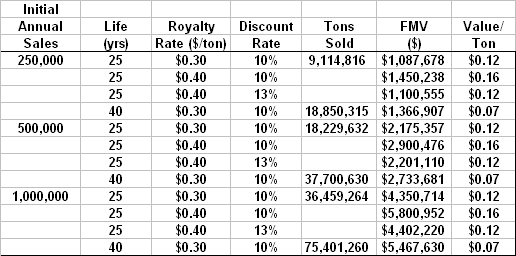 Initial
Annual Life Royalty Discount Tons FMV Value/
Sales (yrs) Rate ($/ton) Rate Sold ($) Ton
250,000 25 $0.30 10% 9,114,816 $1,087,678 $0.12
25 $0.40 10% $1,450,238 $0.16
25 $0.40 13% $1,100,555 $0.12
40 $0.30 10% 18,850,315 $1,366,907 $0.07
500,000 25 $0.30 10% 18,229,632 $2,175,357 $0.12
25 $0.40 10% $2,900,476 $0.16
25 $0.40 13% $2,201,110 $0.12
40 $0.30 10% 37,700,630 $2,733,681 $0.07
1,000,000 25 $0.30 10% 36,459,264 $4,350,714 $0.12
25 $0.40 10% $5,800,952 $0.16
25 $0.40 13% $4,402,220 $0.12
40 $0.30 10% 75,401,260 $5,467,630 $0.07